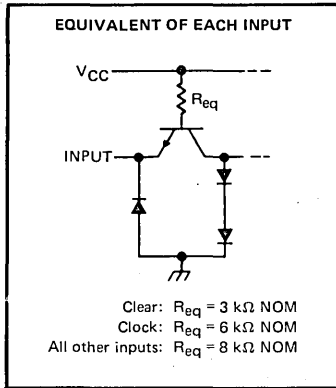 EQUIVALENT OF EACH INPUT
VCC
Req
INPUT
Clear: Req = 3 kΩ NOM
Clock: Req = 6 kΩ NOM
All other inputs: Req = 8 kΩ NOM